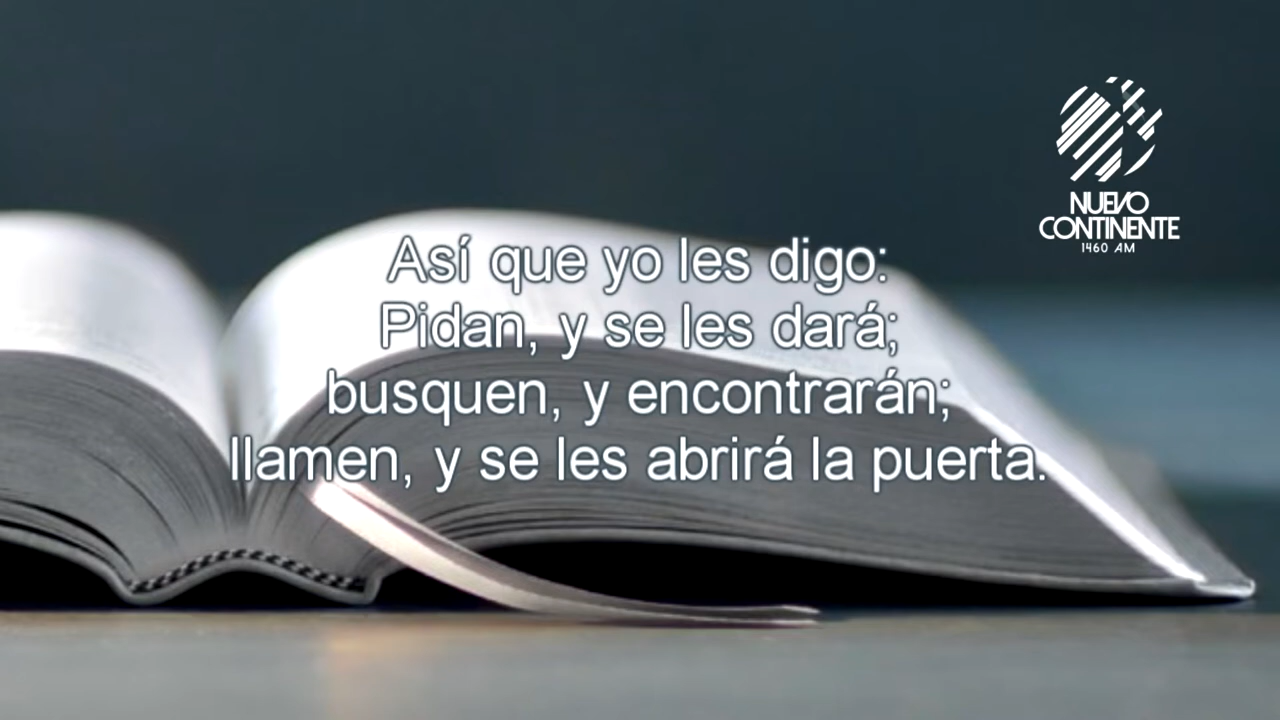 NUEVO
CONTINENTE
1460 AM
Así que yo les digo:
Pidan, y se les dará;
busquen, y encontrarán;
llamen, y se les abrirá la puerta.